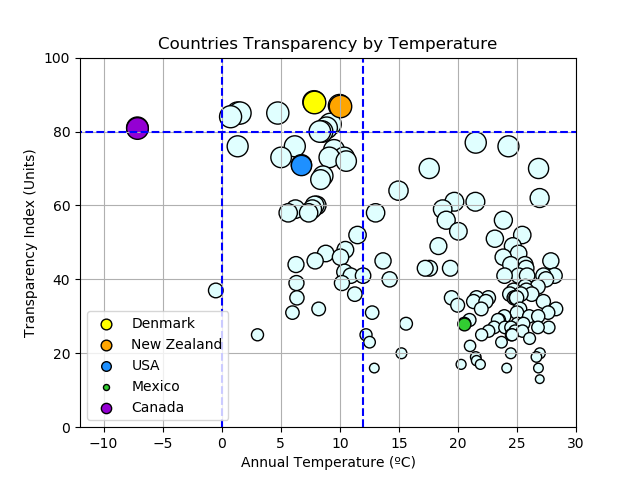 Countries Transparency by Temperature
Transparency Index (Units)
100
80
60
40
20
0
Denmark
New Zealand
USA
Mexico
Canada
−10 −5 0 5 10 15 20 25 30
Annual Temperature (ºC)